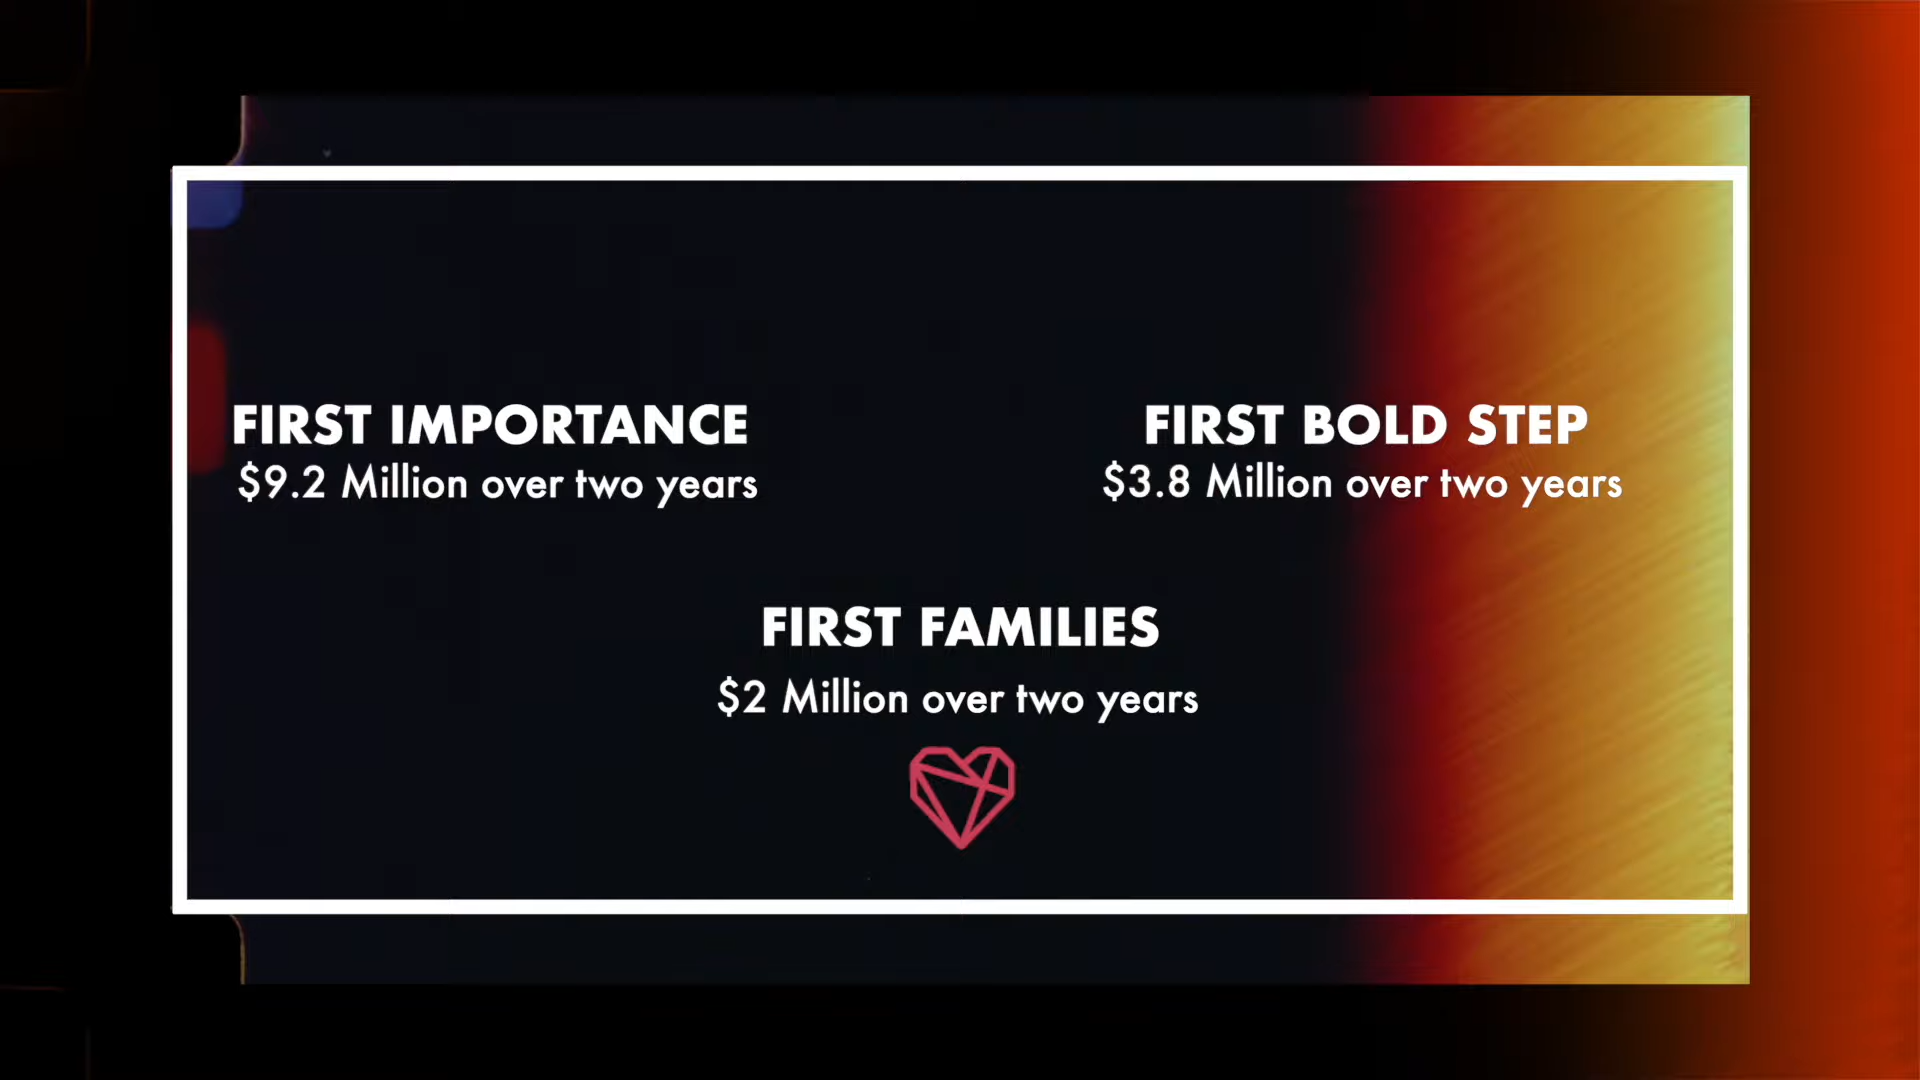 FIRST IMPORTANCE
$9.2 Million over two years
FIRST BOLD STEP
$3.8 Million over two years
FIRST FAMILIES
$2 Million over two years